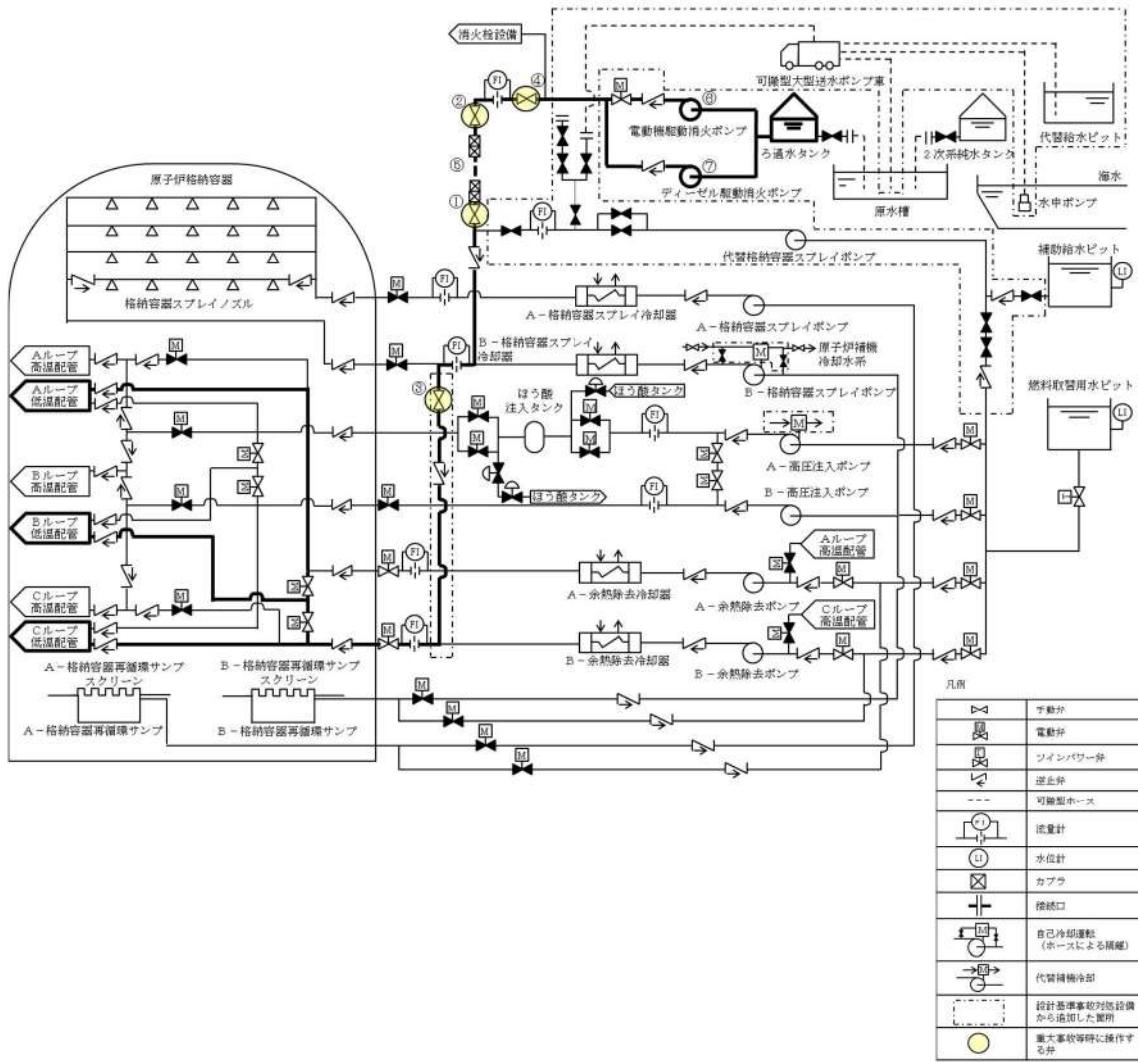 消火栓設備
FI
④
②
M
⑥
電動機駆動消火ポンプ
可搬型大型送水ポンプ車
代替給水ピット
ろ過水タンク
2次系純水タンク
⑤
⑦
ディーゼル駆動消火ポンプ
海水
原水槽
水中ポンプ
原子炉格納容器
①
FI
代替格納容器スプレイポンプ
補助給水ピット
LI
格納容器スプレイノズル
M
FI
A-格納容器スプレイ冷却器
A-格納容器スプレイポンプ
B-格納容器スプレイ
冷却器
M
FI
M
原子炉補機
冷却水系
B-格納容器スプレイポンプ
燃料取替用水ピット
LI
Aループ
高温配管
M
Aループ
低温配管
③
ほう酸
注入タンク
ほう酸タンク
M
M
M
M
M
FI
M
M
A-高圧注入ポンプ
M
M
M
Bループ
高温配管
M
M
M
ほう酸タンク
FI
M
B-高圧注入ポンプ
M
Bループ
低温配管
Aループ
高温配管
M
FI
A-余熱除去冷却器
M
M
M
A-余熱除去ポンプ
Cループ
高温配管
M
M
M
Cループ
高温配管
Cループ
低温配管
M
FI
B-余熱除去冷却器
M
M
M
B-余熱除去ポンプ
A-格納容器再循環サンプ
スクリーン
B-格納容器再循環サンプ
スクリーン
A-格納容器再循環サンプ
B-格納容器再循環サンプ
M
M
M
M
凡例
手動弁
M
電動弁
ツインパワー弁
逆止弁
可搬型ホース
FI
流量計
LI
水位計
カプラ
接続口
M
自己冷却運転
(ホースによる隔離)
M
代替補機冷却
設計基準事故対処設備
から追加した箇所
重大事故等時に操作す
る弁